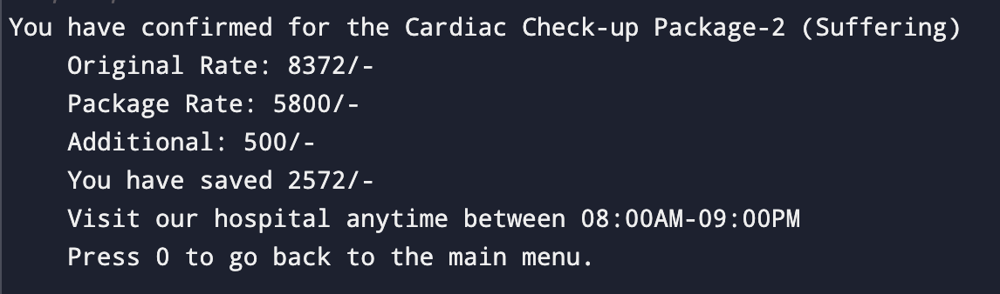 You have confirmed for the Cardiac Check-up Package-2 (Suffering)
Original Rate: 8372/-
Package Rate: 5800/-
Additional: 500/-
You have saved 2572/-
Visit our hospital anytime between 08:00AM-09:00PM
Press 0 to go back to the main menu.